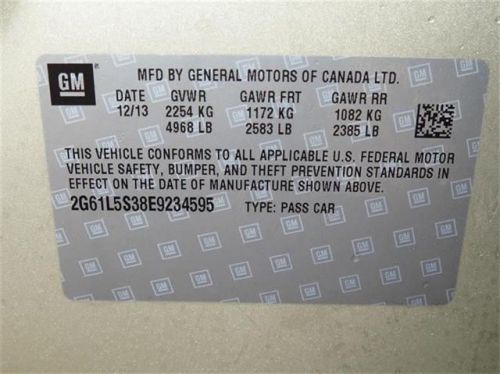 GM
MFD BY GENERAL MOTORS OF CANADA LTD.
DATE GVWR GAWR FRT GAWR RR
12/13 2254 KG 1172 KG 1082 KG
4968 LB 2583 LB 2385 LB
THIS VEHICLE CONFORMS TO ALL APPLICABLE U.S. FEDERAL MOTOR
VEHICLE SAFETY, BUMPER, AND THEFT PREVENTION STANDARDS IN
EFFECT ON THE DATE OF MANUFACTURE SHOWN ABOVE.
2G61L5S38E9234595 TYPE: PASS CAR